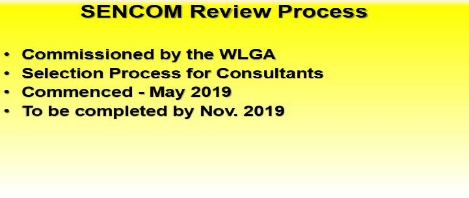 SENCOM Review Process
• Commissioned by the WLGA
• Selection Process for Consultants
• Commenced - May 2019
• To be completed by Nov. 2019